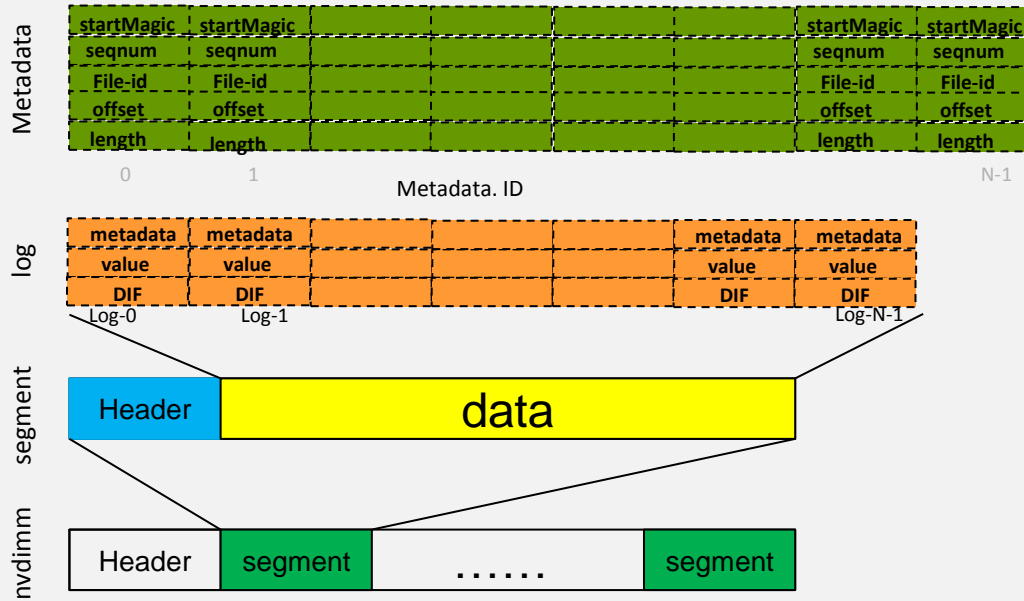 Metadata
startMagic startMagic startMagic startMagic
seqnum seqnum seqnum seqnum
File-id File-id File-id File-id
offset offset offset offset
length length length length
0 1 N-1
Metadata. ID
log
metadata metadata metadata metadata
value value value value
DIF DIF DIF DIF
Log-0 Log-1 Log-N-1
segment
Header data
nvdimm
Header segment ...... segment